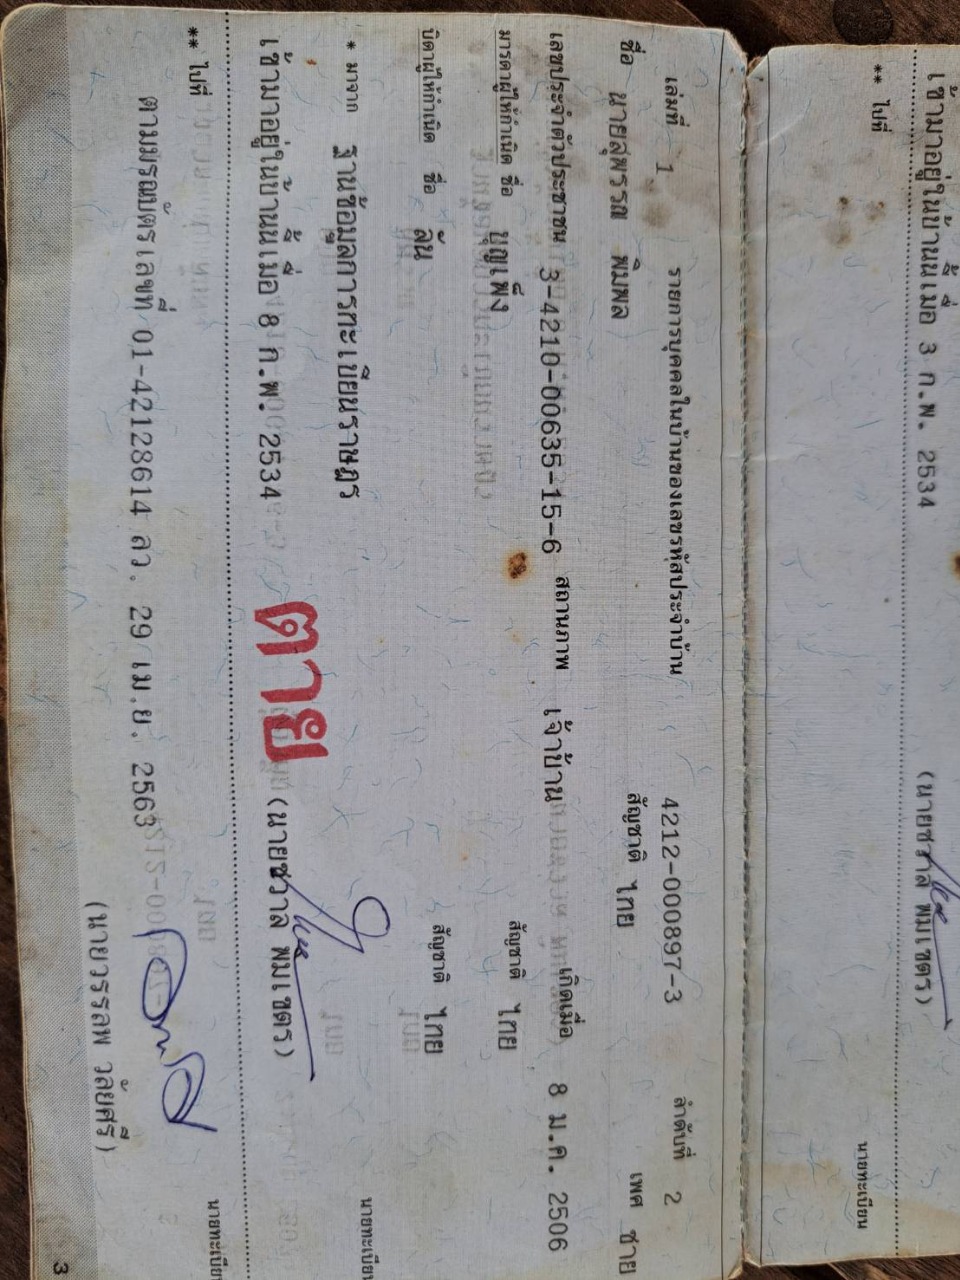 เข้ามาอยู่ในบ้านนี้เมื่อ 3 ก.พ. 2534
นายทะเบียน
** ไปที่
เล่มที่ 1 รายการบุคคลในบ้านของเลขรหัสประจำบ้าน 4212-000897-3 ลำดับที่ 2
ชื่อ นายสุพรรณ พิมพล สัญชาติ ไทย เพศ ชาย
เลขประจำตัวประชาชน 3-4210-00635-15-6 สถานภาพ เจ้าบ้าน เกิดเมื่อ 8 ม.ค. 2506
มารดาผู้ให้กำเนิด ชื่อ บุญเพ็ง สัญชาติ ไทย
บิดาผู้ให้กำเนิด ชื่อ ลัน สัญชาติ ไทย
* มาจาก ฐานข้อมูลการทะเบียนราษฎร นายทะเบียน
เข้ามาอยู่ในบ้านนี้เมื่อ 8 ก.พ. 2534 ตาย (นายชวาล พิมเขตร)
** ไปที่ นายทะเบียน
ตามมรณบัตรเลขที่ 01-42128614 ลว. 29 เม.ย. 2563
(นายวรรลพ วลัยศรี)
3